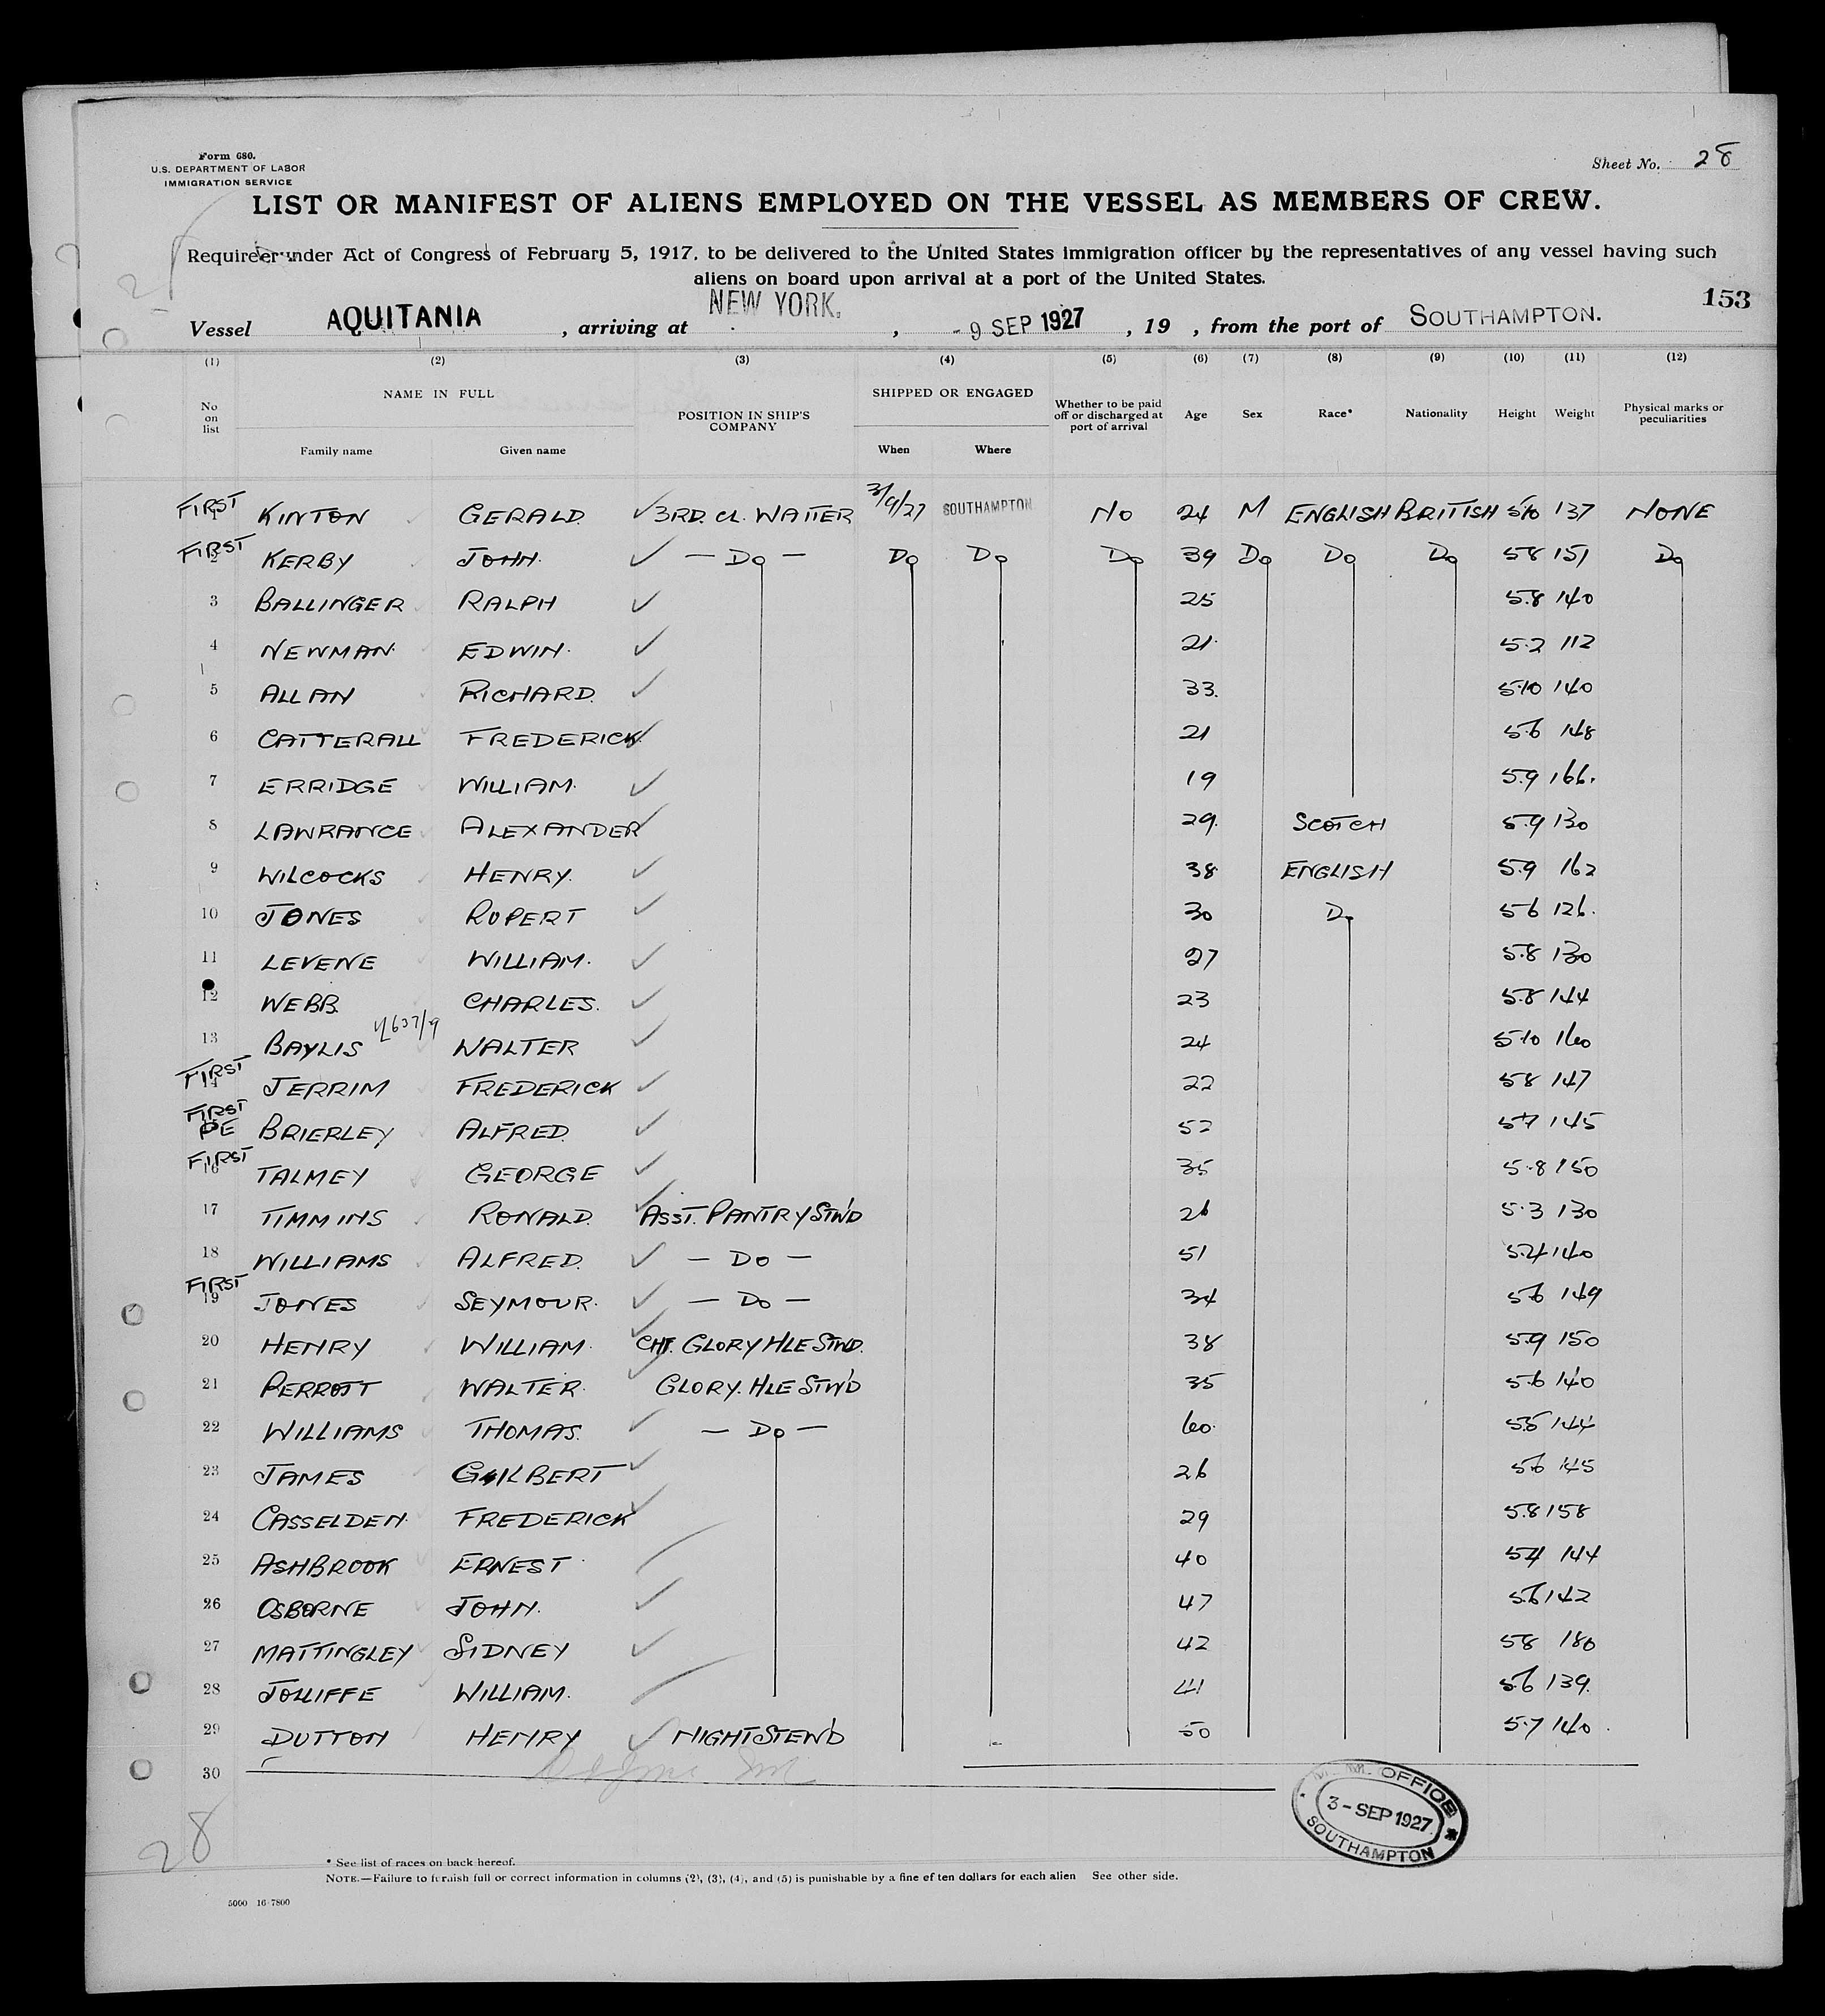 Form 680.
U.S. DEPARTMENT OF LABOR
IMMIGRATION SERVICE
Sheet No. 28
LIST OR MANIFEST OF ALIENS EMPLOYED ON THE VESSEL AS MEMBERS OF CREW.
under Act of Congress of February 5, 1917, to be delivered to the United States immigration officer by the representatives of any vessel having such
aliens on board upon arrival at a port of the United States.
153
Vessel AQUITANIA, arriving at NEW YORK., - 9 SEP 1927, 19 , from the port of SOUTHAMPTON.
(1) (2) (3) (4) (5) (6) (7) (8) (9) (10) (11) (12)
No on list NAME IN FULL Family name Given name POSITION IN SHIP'S COMPANY SHIPPED OR ENGAGED When Where Whether to be paid off or discharged at port of arrival Age Sex Race* Nationality Height Weight Physical marks or peculiarities
FIRST 1 KINTON GERALD. 3RD. CL. WAITER 3/9/27 SOUTHAMPTON NO 24 M ENGLISH BRITISH 5.10 137 NONE
FIRST 2 KERBY JOHN. — DO — DO DO DO 39 DO DO DO 5 8 151 DO
3 BALLINGER RALPH 25 5.8 140
4 NEWMAN. EDWIN. 21. 5.2 112
5 ALLAN RICHARD. 33. 5.10 140
6 CATTERALL FREDERICK 21 5.6 148
7 ERRIDGE WILLIAM. 19 5.9 166.
8 LAWRANCE ALEXANDER 29. SCOTCH 5.9 130
9 WILCOCKS HENRY. 38 ENGLISH 5.9 162
10 JONES RUPERT 30 DO 5 6 126.
11 LEVENE WILLIAM. 27 5.8 130
12 WEBB. CHARLES. 23 5.8 144
13 BAYLIS WALTER 24 5.10 160
FIRST 14 JERRIM FREDERICK 22 5 8 147
FIRST PE BRIERLEY ALFRED. 52 5.7 145
FIRST 16 TALMEY GEORGE 35 5.8 150
17 TIMMINS RONALD. ASST. PANTRY STWD 26 5.3 130
18 WILLIAMS ALFRED. — DO — 51 5.4 140
FIRST 19 JONES SEYMOUR. — DO — 34 5 6 149
20 HENRY WILLIAM. CHF. GLORY HLE STWD. 38 5.9 150
21 PERROTT WALTER. GLORY. HLE STWD 35 5.6 140
22 WILLIAMS THOMAS. — DO — 60. 5.5 144
23 JAMES GILBERT 26 5 6 145
24 CASSELDEN. FREDERICK 29 5.8 158
25 ASHBROOK ERNEST 40 5 4 144
26 OSBORNE JOHN. 47 5.6 142
27 MATTINGLEY SIDNEY 42 5 8 180
28 JOLLIFFE WILLIAM. 41 5.6 139.
29 DUTTON HENRY NIGHT STEWD 50 5.7 140
30
OFFICE
3 - SEP 1927
SOUTHAMPTON
28
* See list of races on back hereof.
NOTE.—Failure to furnish full or correct information in columns (2), (3), (4), and (5) is punishable by a fine of ten dollars for each alien See other side.
5000 16-7800